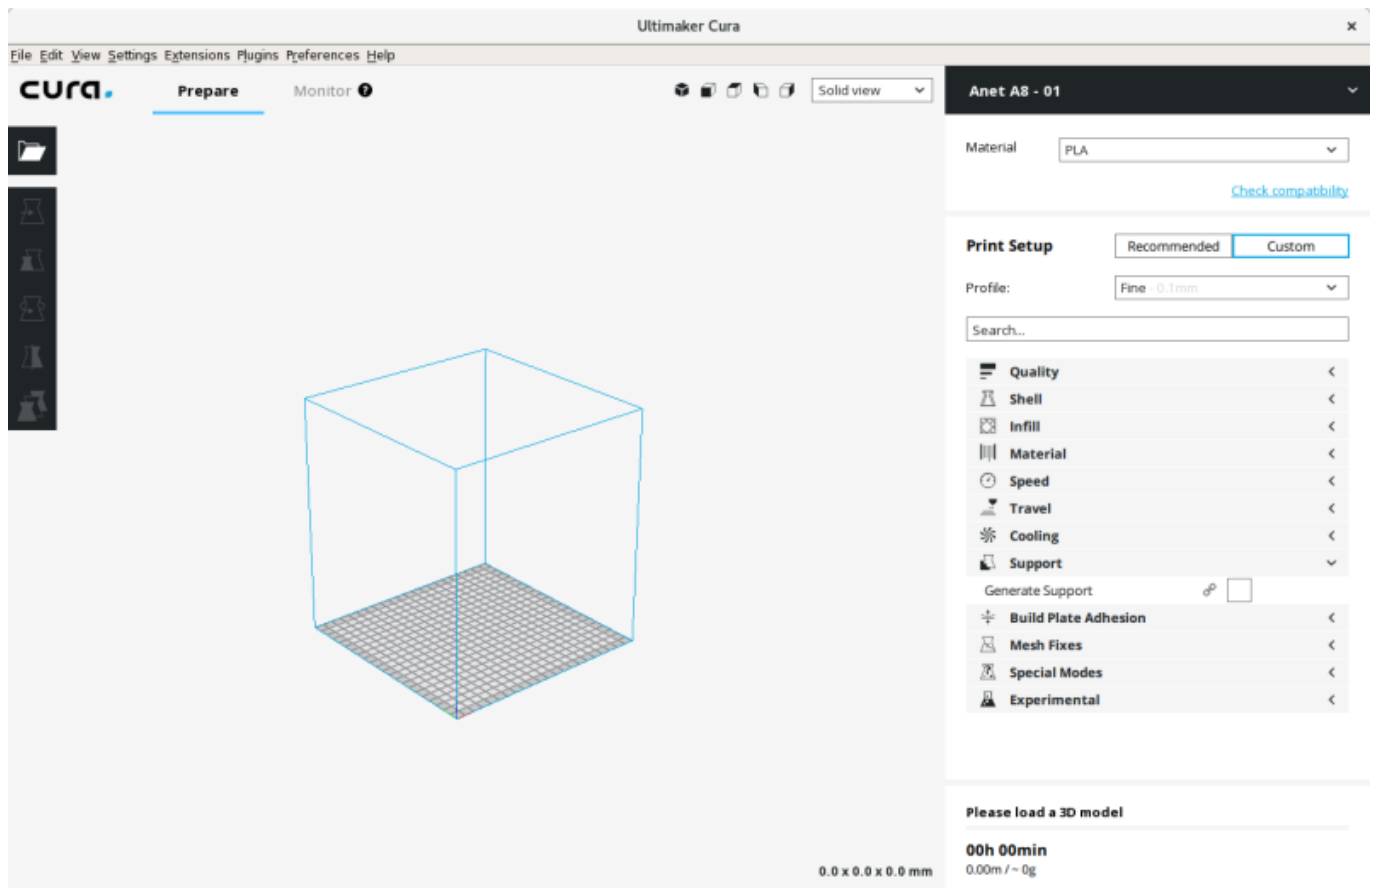 Ultimaker Cura
File Edit View Settings Extensions Plugins Preferences Help
cura. Prepare Monitor ? Solid view Anet A8 - 01
Material PLA
Check compatibility
Print Setup Recommended Custom
Profile: Fine - 0.1mm
Search...
Quality
Shell
Infill
Material
Speed
Travel
Cooling
Support
Generate Support
Build Plate Adhesion
Mesh Fixes
Special Modes
Experimental
Please load a 3D model
00h 00min
0.0 x 0.0 x 0.0 mm 0.00m / ~ 0g